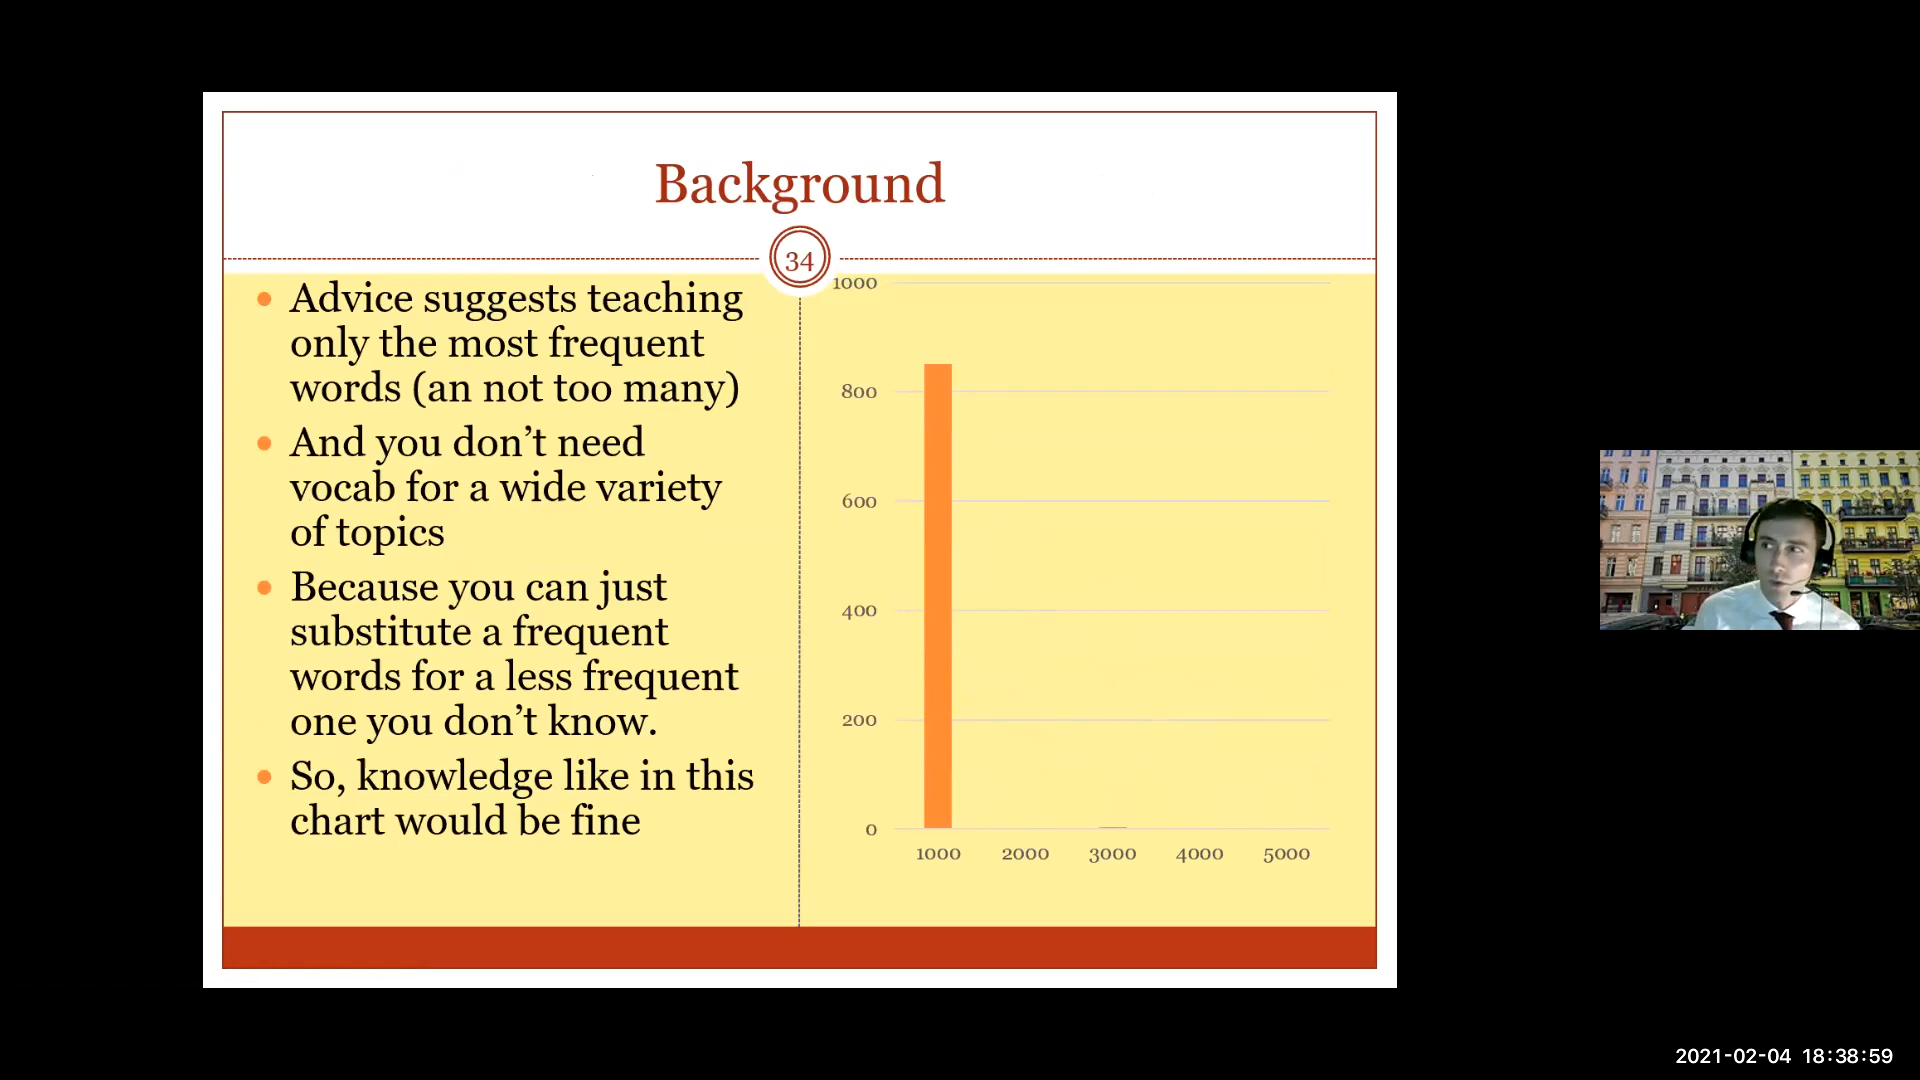 Background
34
Advice suggests teaching
only the most frequent
words (an not too many)
And you don't need
vocab for a wide variety
of topics
Because you can just
substitute a frequent
words for a less frequent
one you don't know.
So, knowledge like in this
chart would be fine
1000
800
600
400
200
0
1000 2000 3000 4000 5000
2021-02-04 18:38:59